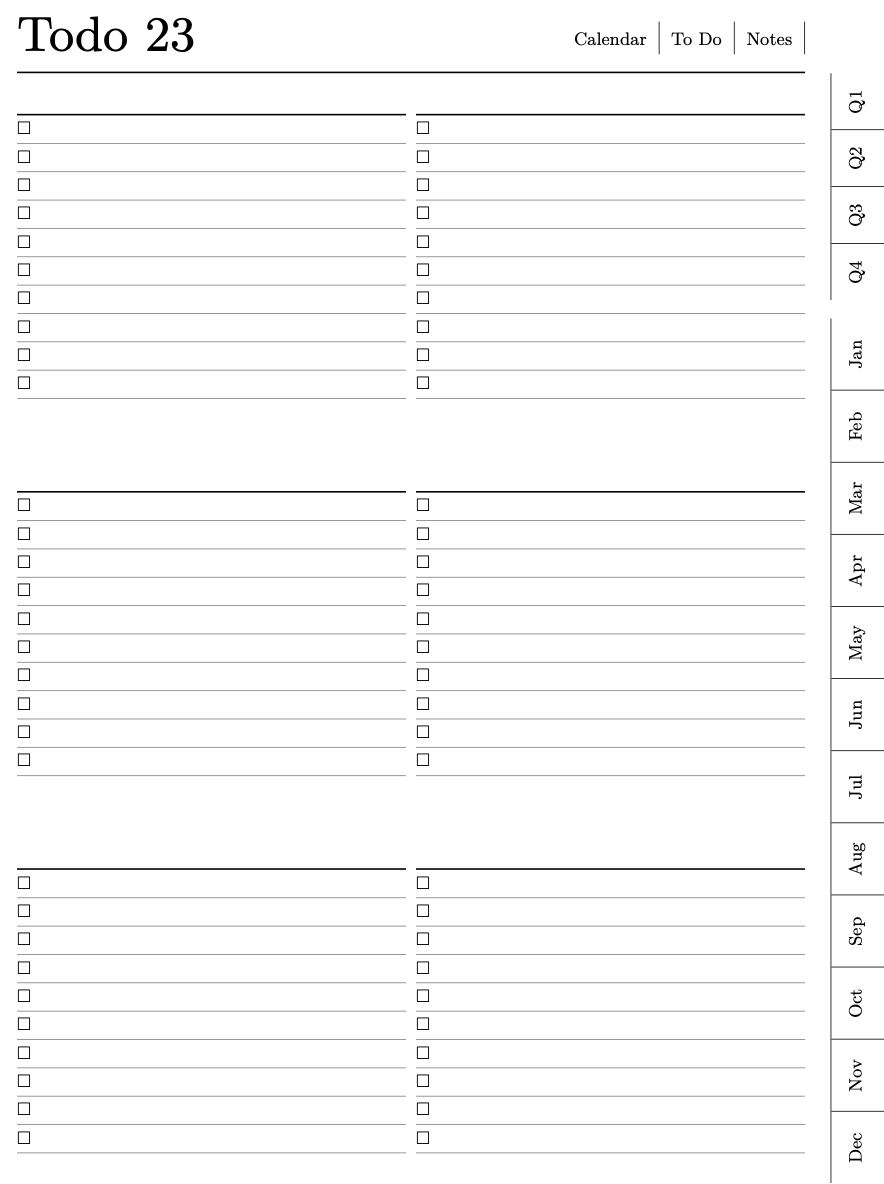 Todo 23
Calendar
To Do
Notes
Q1
Q2
Q3
Q4
Jan
Feb
Mar
Apr
May
Jun
Jul
Aug
Sep
Oct
Nov
Dec